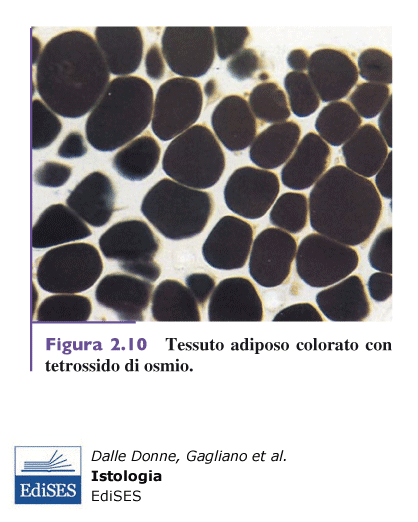 Figura 2.10 Tessuto adiposo colorato con
tetrossido di osmio.
Dalle Donne, Gagliano et al.
Istologia
EdiSES
EdiSES